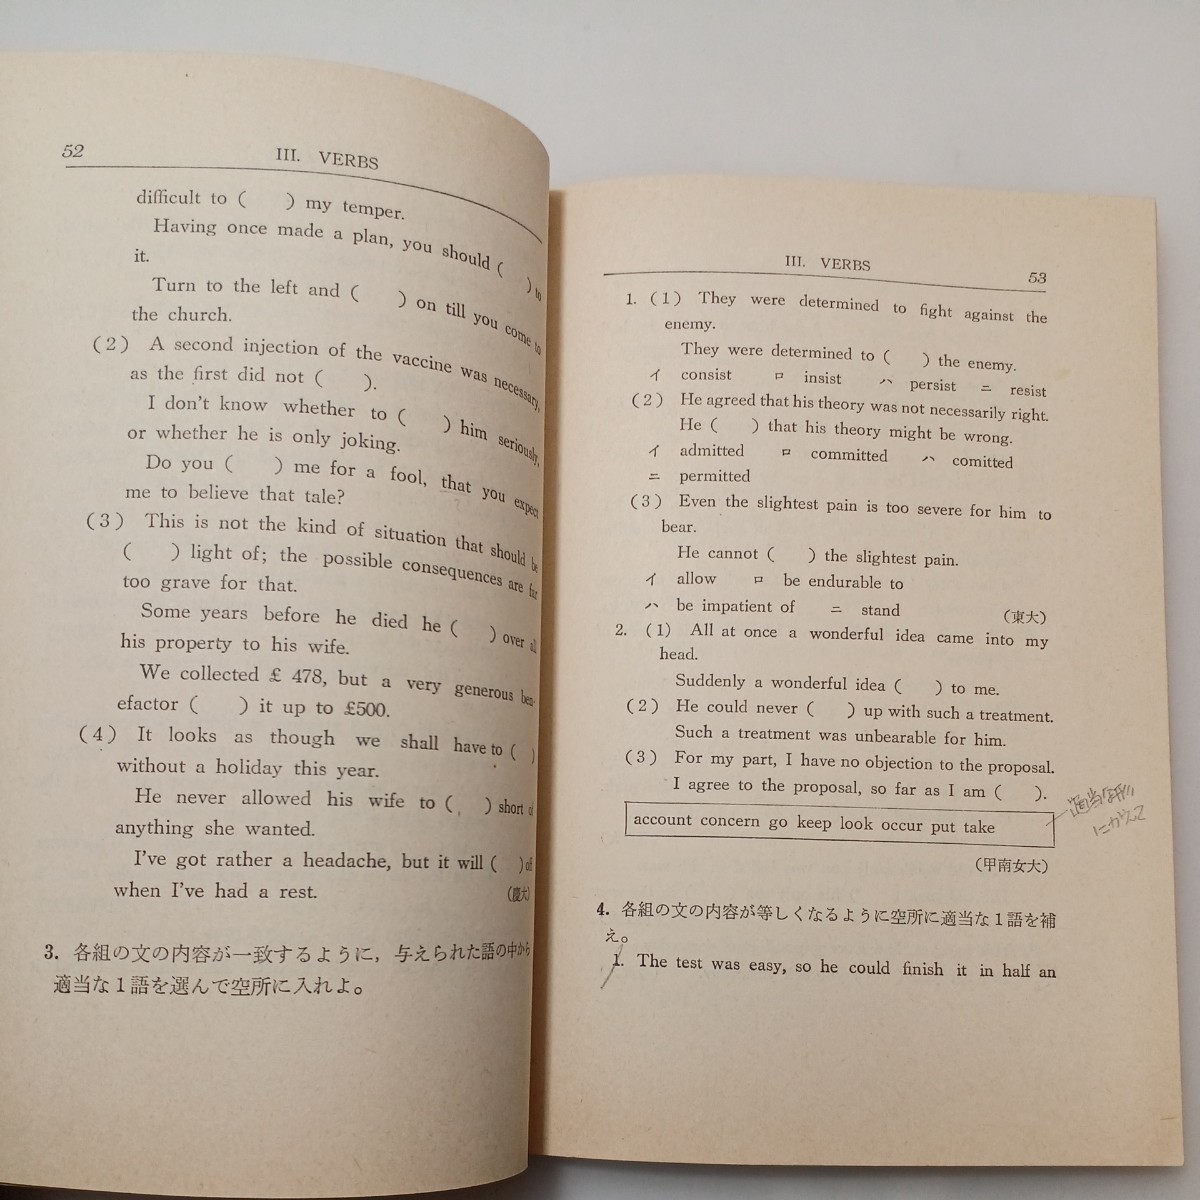 52
III. VERBS
difficult to (   ) my temper.
Having once made a plan, you should (   ) to
it.
Turn to the left and (   ) on till you come to
the church.
(2) A second injection of the vaccine was necessary,
as the first did not (   ).
I don't know whether to (   ) him seriously,
or whether he is only joking.
Do you (   ) me for a fool, that you expect
me to believe that tale?
(3) This is not the kind of situation that should be
(   ) light of; the possible consequences are far
too grave for that.
Some years before he died he (   ) over all
his property to his wife.
We collected £ 478, but a very generous ben-
efactor (   ) it up to £500.
(4) It looks as though we shall have to (   )
without a holiday this year.
He never allowed his wife to (   ) short of
anything she wanted.
I've got rather a headache, but it will (   ) of
when I've had a rest. (慶大)
3. 各組の文の内容が一致するように, 与えられた語の中から
適当な1語を選んで空所に入れよ。
III. VERBS
53
1. (1) They were determined to fight against the
enemy.
They were determined to (   ) the enemy.
イ consist ロ insist ハ persist ニ resist
(2) He agreed that his theory was not necessarily right.
He (   ) that his theory might be wrong.
イ admitted ロ committed ハ comitted
ニ permitted
(3) Even the slightest pain is too severe for him to
bear.
He cannot (   ) the slightest pain.
イ allow ロ be endurable to
ハ be impatient of ニ stand (東大)
2. (1) All at once a wonderful idea came into my
head.
Suddenly a wonderful idea (   ) to me.
(2) He could never (   ) up with such a treatment.
Such a treatment was unbearable for him.
(3) For my part, I have no objection to the proposal.
I agree to the proposal, so far as I am (   ).
account concern go keep look occur put take
(甲南女大)
4. 各組の文の内容が等しくなるように空所に適当な1語を補
え。
1. The test was easy, so he could finish it in half an